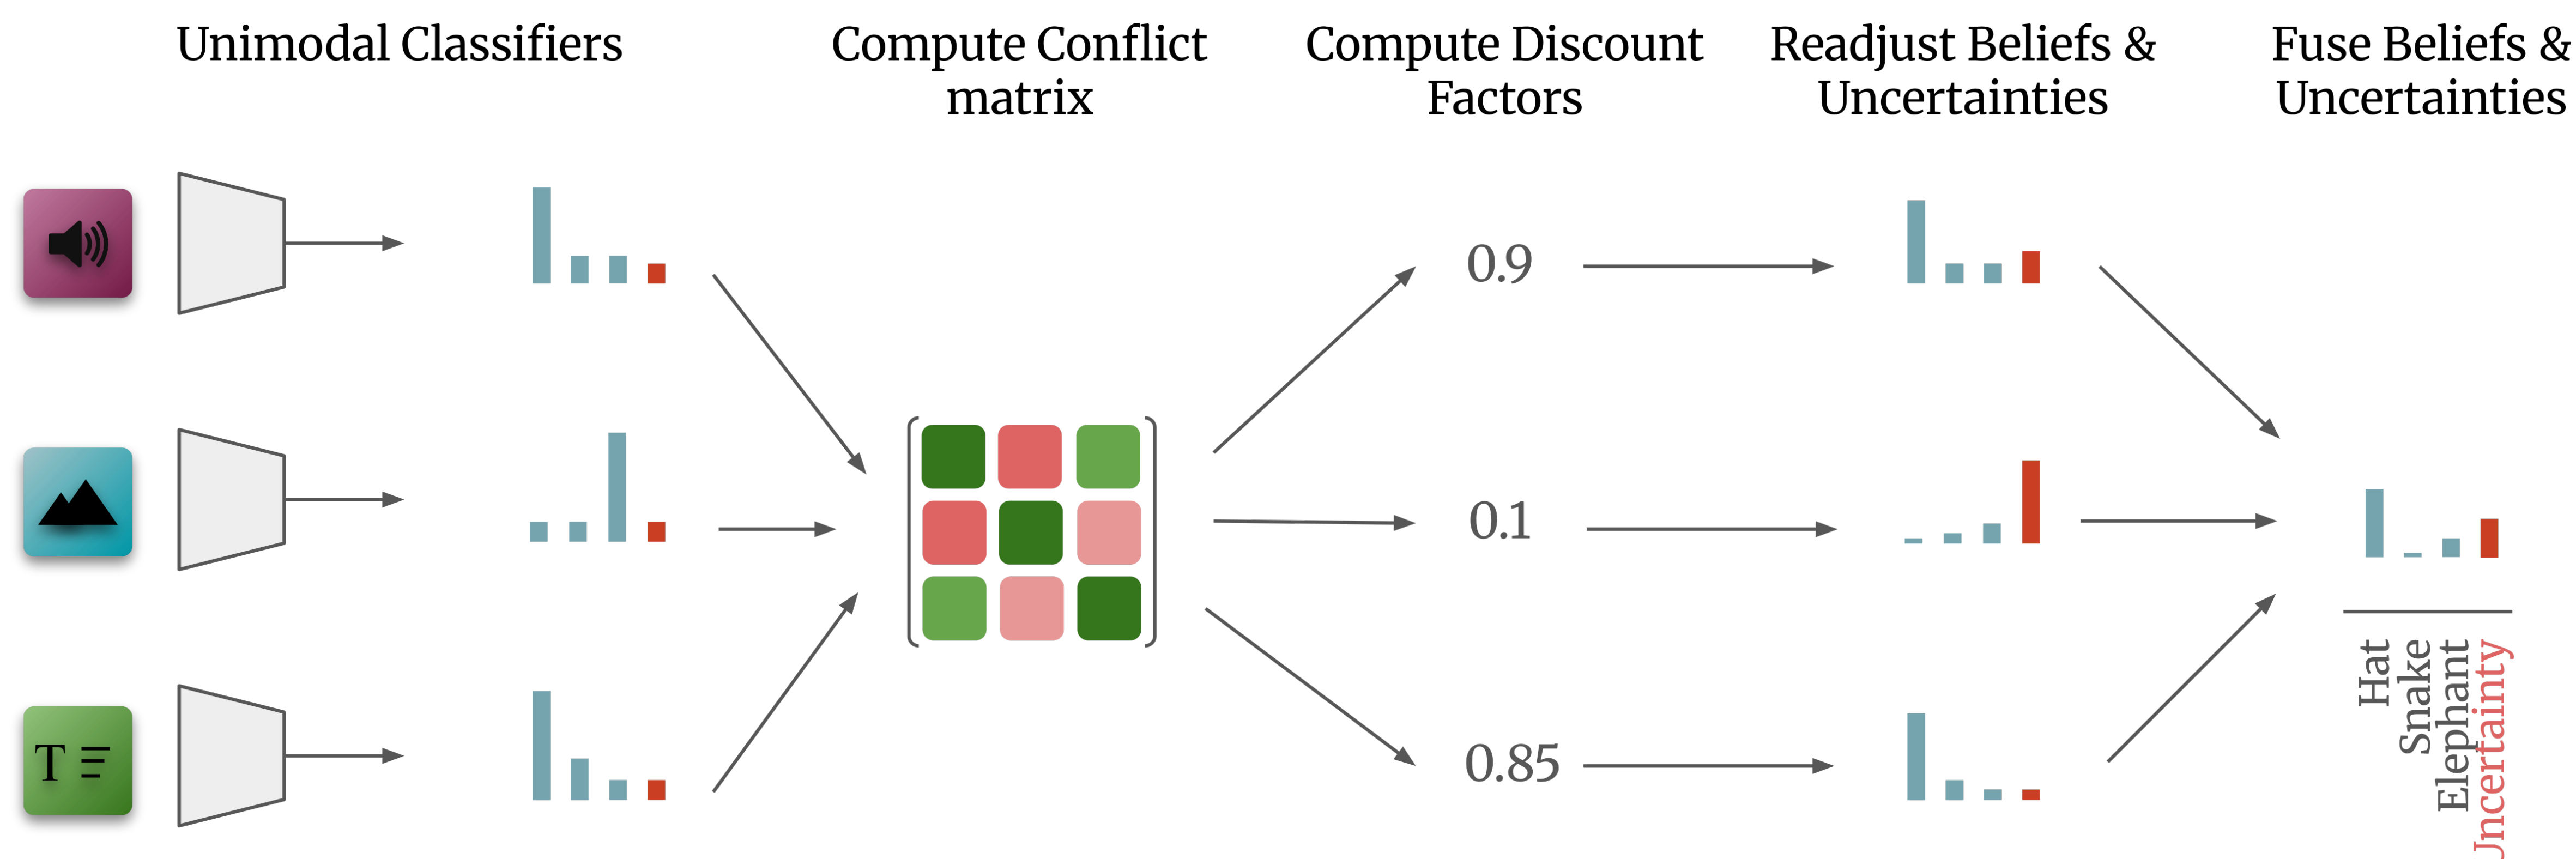 Unimodal Classifiers
Compute Conflict
matrix
Compute Discount
Factors
Readjust Beliefs &
Uncertainties
Fuse Beliefs &
Uncertainties
0.9
0.1
T
0.85
Hat
Snake
Elephant
Uncertainty